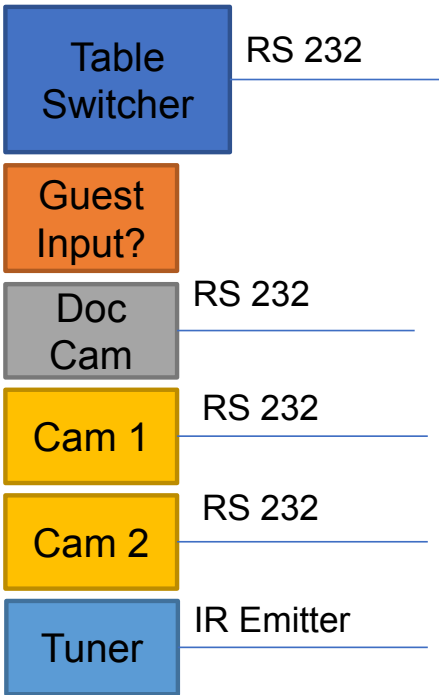 Table
Switcher
RS 232
Guest
Input?
Doc
Cam
RS 232
Cam 1
RS 232
Cam 2
RS 232
Tuner
IR Emitter